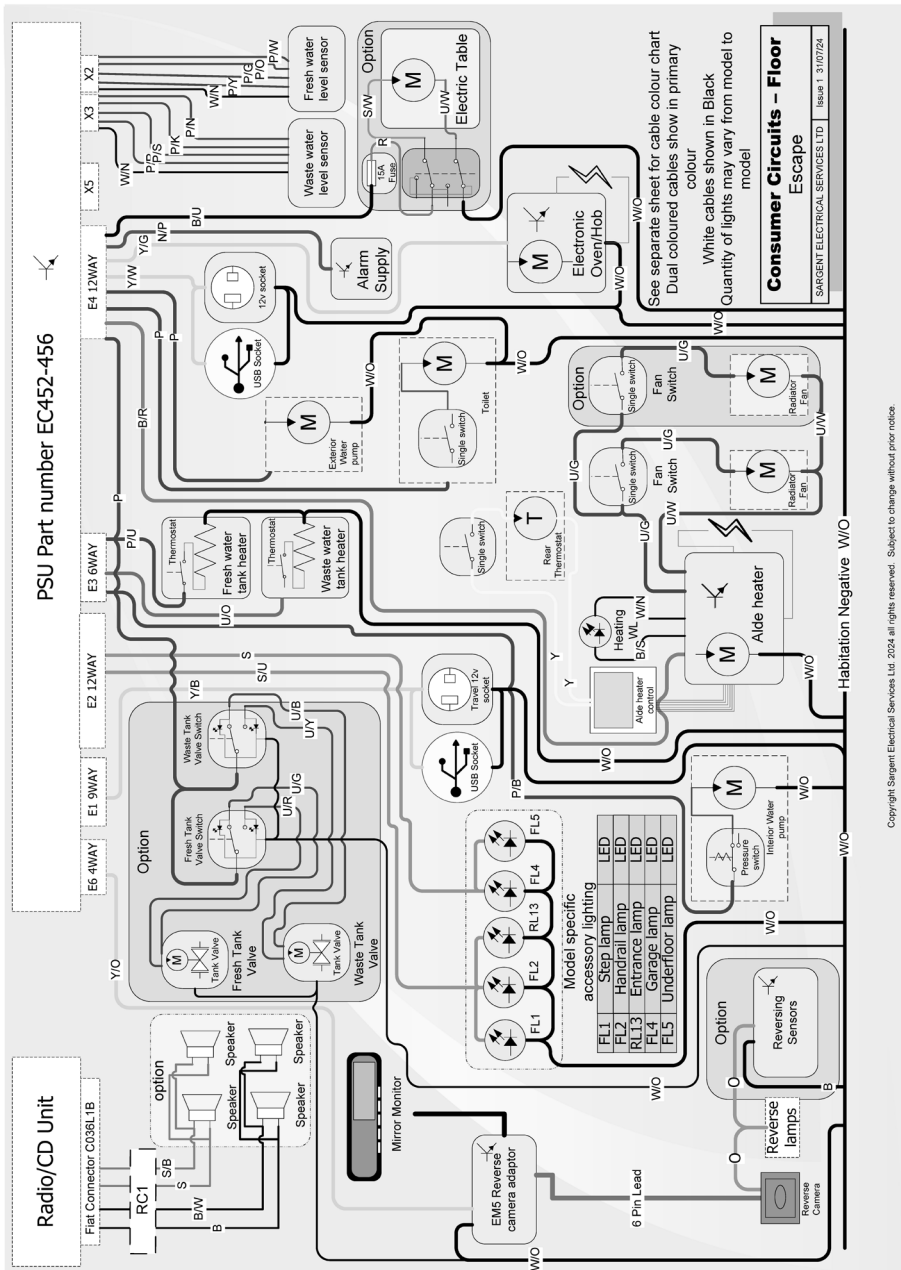 PSU Part number EC452-456
Radio/CD Unit
Fiat Connector C036L1B
E6 4WAY
E1 9WAY
E2 12WAY
E3 6WAY
E4 12WAY
X5
X3
X2
RC1
S/B
S
B/W
B
option
Speaker
Speaker
Speaker
Speaker
Y/O
Option
Fresh Tank
Valve Switch
Waste Tank
Valve Switch
M
Tank Valve
Fresh Tank
Valve
M
Tank Valve
Waste Tank
Valve
U/R
U/G
U/B
U/Y
Y/B
S
S/U
U/O
P/U
P
B/R
P
P
Y/W
Y/G
N/P
B/U
W/N
P/R
P/S
P/K
P/N
W/N
P/Y
P/G
P/O
P/W
Thermostat
Fresh water
tank heater
Thermostat
Waste water
tank heater
Waste water
level sensor
Fresh water
level sensor
Option
S/W
M
U/W
Electric Table
R
15A
Fuse
12v socket
USB Socket
Alarm
Supply
M
Exterior
Water
pump
W/O
M
Single switch
Toilet
W/O
M
Electronic
Oven/Hob
W/O
W/O
W/O
Mirror Monitor
Travel 12v
socket
USB Socket
P/B
FL1
FL2
RL13
FL4
FL5
Model specific
accessory lighting
FL1 Step lamp LED
FL2 Handrail lamp LED
RL13 Entrance lamp LED
FL4 Garage lamp LED
FL5 Underfloor lamp LED
Single switch
T
Rear
Thermostat
Y
Y
Alde heater
control
Heating
WL
B/S
W/N
M
Alde heater
W/O
W/O
U/G
U/W
Single switch
Fan
Switch
U/G
M
Radiator
Fan
U/G
Option
Single switch
Fan
Switch
U/G
M
Radiator
Fan
U/W
M
Pressure
switch
Interior Water
pump
W/O
W/O
W/O
W/O
EM5 Reverse
camera adaptor
W/O
6 Pin Lead
Reverse
Camera
O
O
Reverse
lamps
Option
Reversing
Sensors
B
Habitation Negative W/O
See separate sheet for cable colour chart
Dual coloured cables show in primary
colour
White cables shown in Black
Quantity of lights may vary from model to
model
Consumer Circuits – Floor
Escape
SARGENT ELECTRICAL SERVICES LTD Issue 1 31/07/24
Copyright Sargent Electrical Services Ltd. 2024 all rights reserved. Subject to change without prior notice.